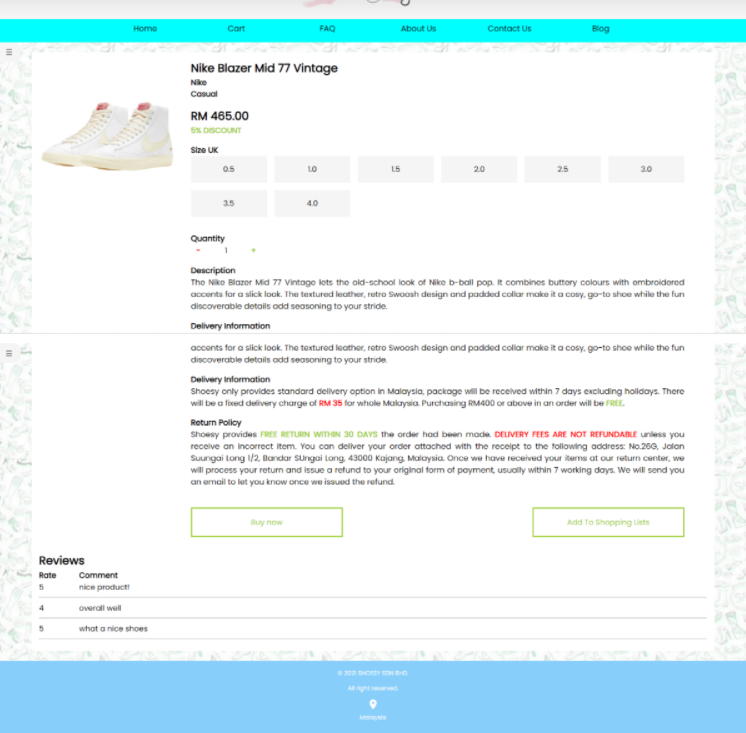 Home Cart FAQ About Us Contact Us Blog
Nike Blazer Mid 77 Vintage
Nike
Casual
RM 465.00
5% DISCOUNT
Size UK
0.5 1.0 1.5 2.0 2.5 3.0
3.5 4.0
Quantity
- 1 +
Description
The Nike Blazer Mid 77 Vintage lets the old-school look of Nike b-ball pop. It combines buttery colours with embroidered
accents for a slick look. The textured leather, retro Swoosh design and padded collar make it a cosy, go-to shoe while the fun
discoverable details add seasoning to your stride.
Delivery Information
accents for a slick look. The textured leather, retro Swoosh design and padded collar make it a cosy, go-to shoe while the fun
discoverable details add seasoning to your stride.
Delivery Information
Shoesy only provides standard delivery option in Malaysia, package will be received within 7 days excluding holidays. There
will be a fixed delivery charge of RM 35 for whole Malaysia. Purchasing RM400 or above in an order will be FREE.
Return Policy
Shoesy provides FREE RETURN WITHIN 30 DAYS the order had been made. DELIVERY FEES ARE NOT REFUNDABLE unless you
receive an incorrect item. You can deliver your order attached with the receipt to the following address: No.26G, Jalan
Suungai Long 1/2, Bandar SUngai Long, 43000 Kajang, Malaysia. Once we have received your items at our return center, we
will process your return and issue a refund to your original form of payment, usually within 7 working days. We will send you
an email to let you know once we issued the refund.
Buy now Add To Shopping Lists
Reviews
Rate Comment
5 nice product!
4 overall well
5 what a nice shoes
© 2021 SHOESY SDN BHD.
All right reserved.
Malaysia